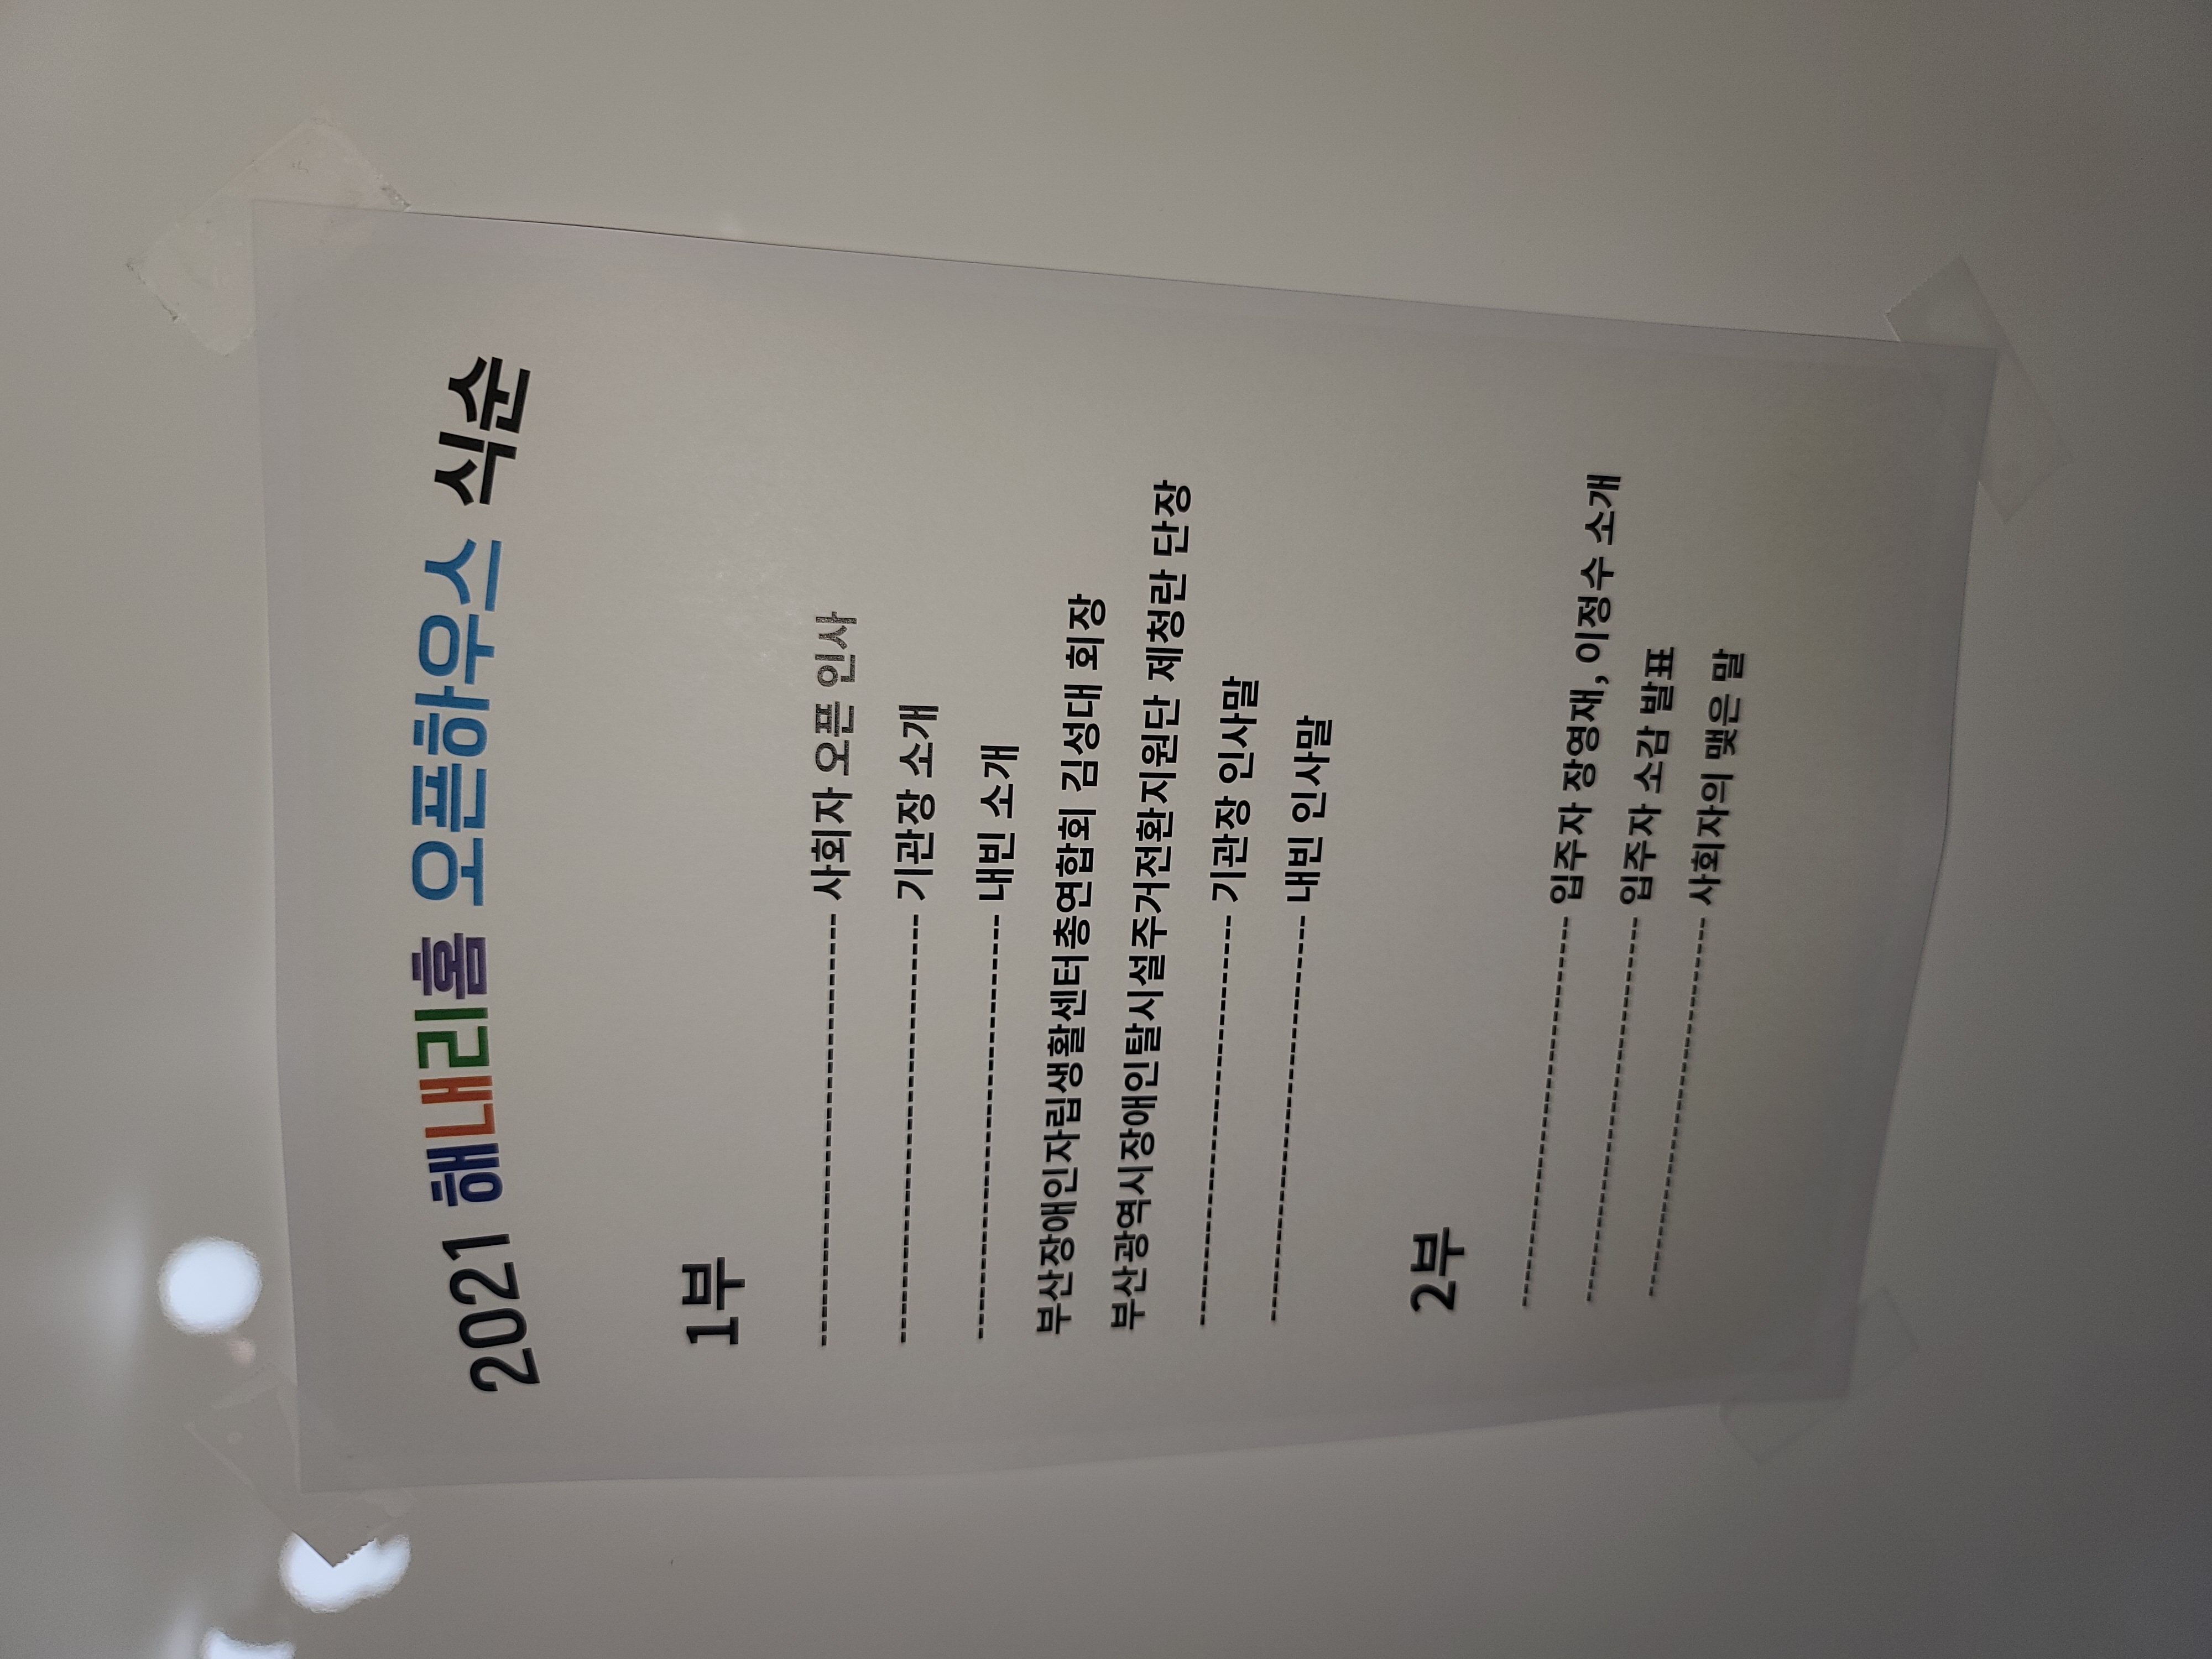 2021 해내리홈 오픈하우스 식순
1부
-------------------------------- 사회자 오픈 인사
-------------------------------- 기관장 소개
-------------------------------- 내빈 소개
부산장애인자립생활센터총연합회 김성대 회장
부산광역시장애인탈시설주거전환지원단 제청란 단장
-------------------------------- 기관장 인사말
-------------------------------- 내빈 인사말
2부
-------------------------------- 입주자 장영재, 이정수 소개
-------------------------------- 입주자 소감 발표
-------------------------------- 사회자의 맺은 말